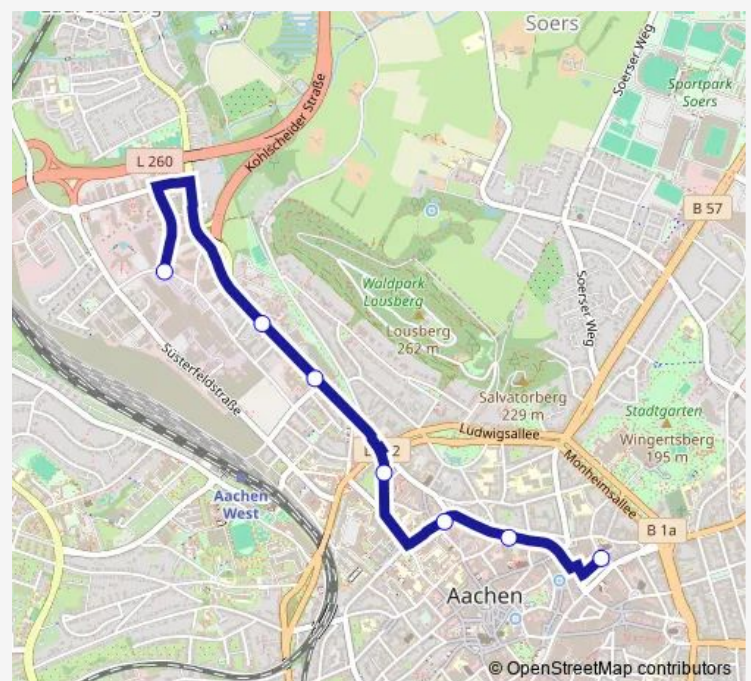 Soers
Soerser Weg
Sportpark
Soers
Kohlscheider Straße
L 260
B 57
Waldpark
Lousberg
Lousberg
262 m
Soerser Weg
Süsterfeldstraße
Salvatorberg
229 m
Stadtgarten
Wingertsberg
195 m
Ludwigsallee
Monheimsallee
Aachen
West
B 1a
Aachen
© OpenStreetMap contributors